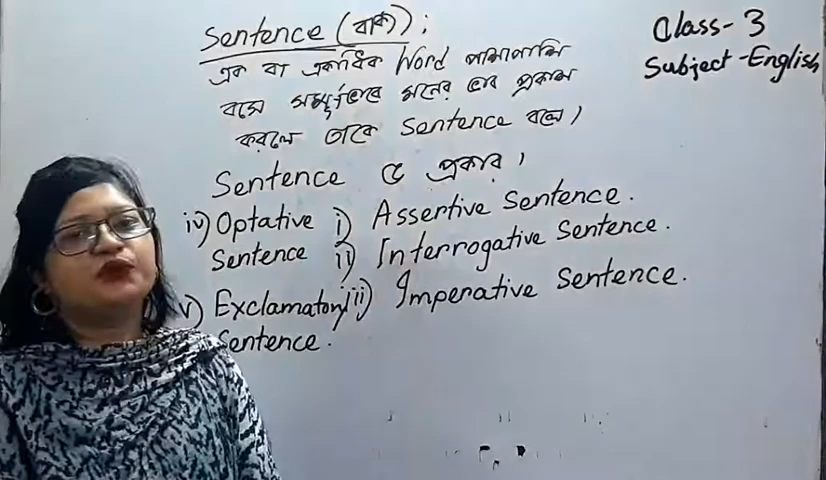 Sentence (বাক্য) :
এক বা একাধিক Word পাশাপাশি
বসে সম্পূর্ণভাবে মনের ভাব প্রকাশ
করলে তাকে Sentence বলে।
Sentence ৫ প্রকার।
i) Assertive Sentence.
ii) Interrogative Sentence.
iii) Imperative Sentence.
iv) Optative
Sentence
v) Exclamatory
Sentence.
Class - 3
Subject - English